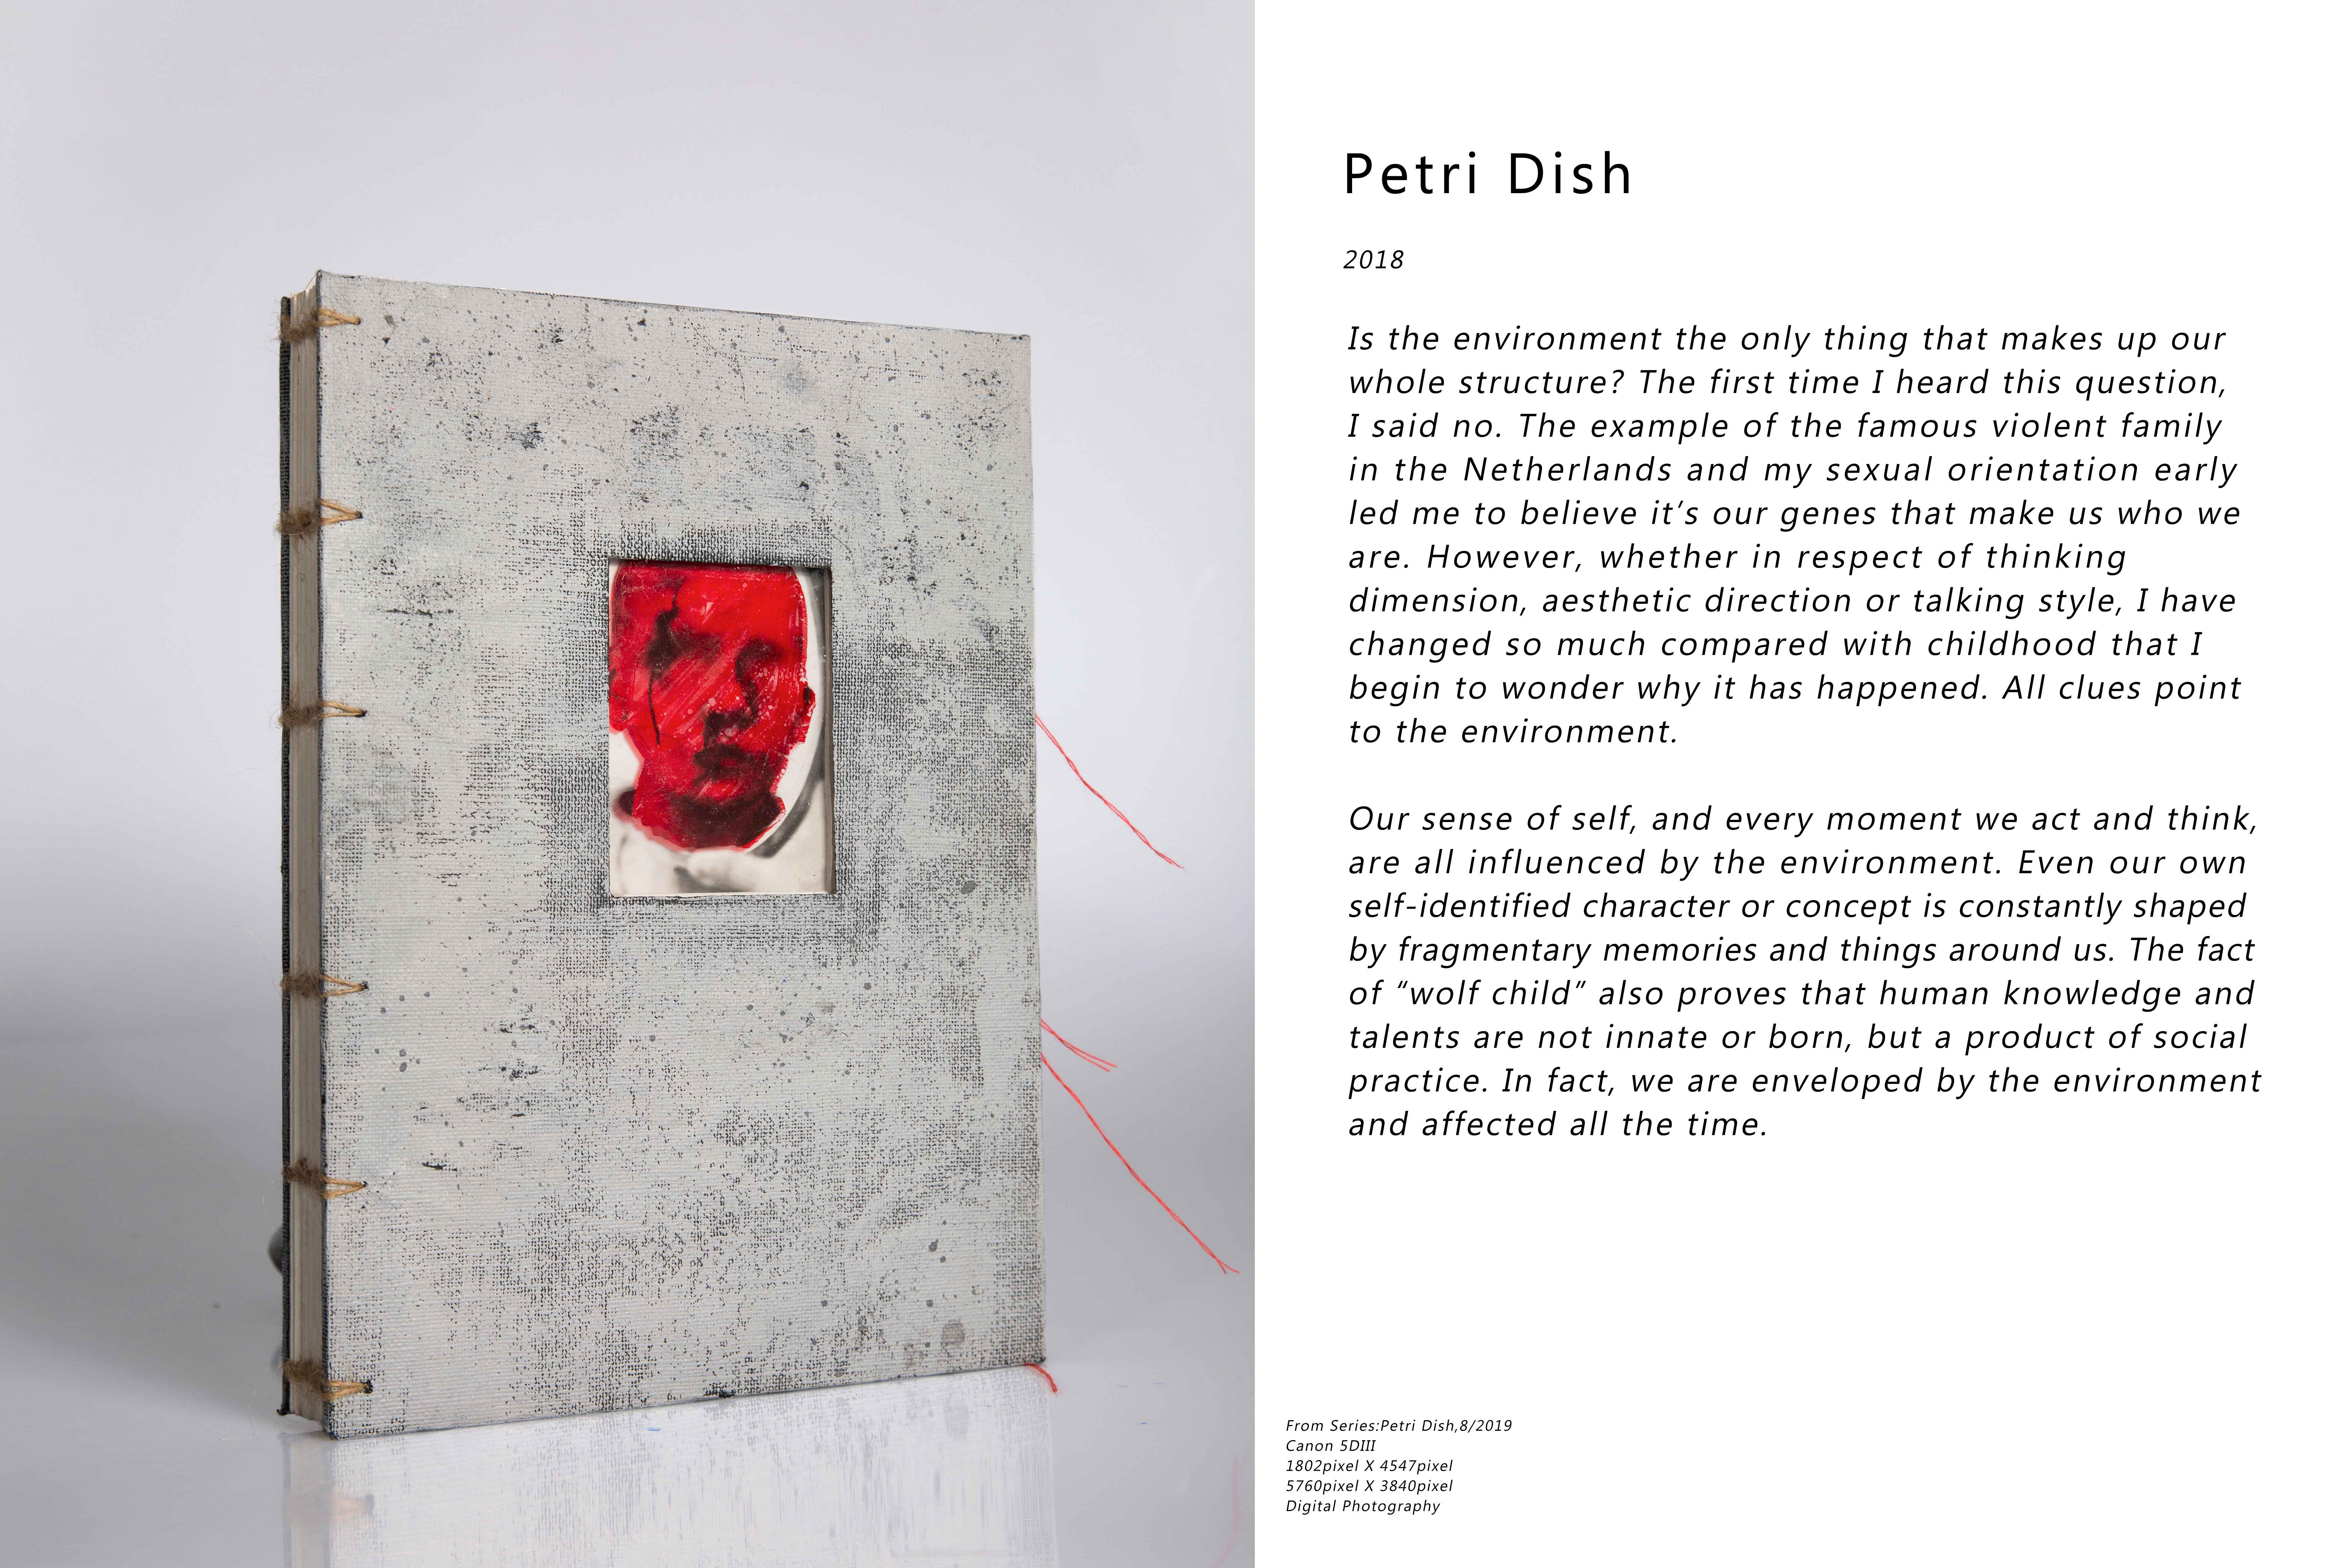 Petri Dish
2018
Is the environment the only thing that makes up our
whole structure? The first time I heard this question,
I said no. The example of the famous violent family
in the Netherlands and my sexual orientation early
led me to believe it’s our genes that make us who we
are. However, whether in respect of thinking
dimension, aesthetic direction or talking style, I have
changed so much compared with childhood that I
begin to wonder why it has happened. All clues point
to the environment.
Our sense of self, and every moment we act and think,
are all influenced by the environment. Even our own
self-identified character or concept is constantly shaped
by fragmentary memories and things around us. The fact
of “wolf child” also proves that human knowledge and
talents are not innate or born, but a product of social
practice. In fact, we are enveloped by the environment
and affected all the time.
From Series:Petri Dish,8/2019
Canon 5DIII
1802pixel X 4547pixel
5760pixel X 3840pixel
Digital Photography